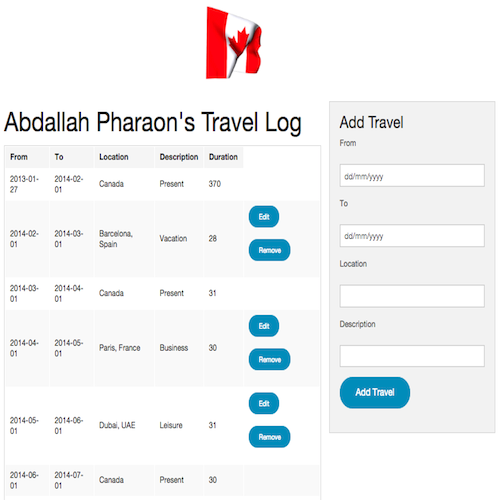 Abdallah Pharaon's Travel Log
From To Location Description Duration
2013-01-27 2014-02-01 Canada Present 370
2014-02-01 2014-03-01 Barcelona, Spain Vacation 28 Edit Remove
2014-03-01 2014-04-01 Canada Present 31
2014-04-01 2014-05-01 Paris, France Business 30 Edit Remove
2014-05-01 2014-06-01 Dubai, UAE Leisure 31 Edit Remove
2014-06-01 2014-07-01 Canada Present 30
Add Travel
From
dd/mm/yyyy
To
dd/mm/yyyy
Location
Description
Add Travel